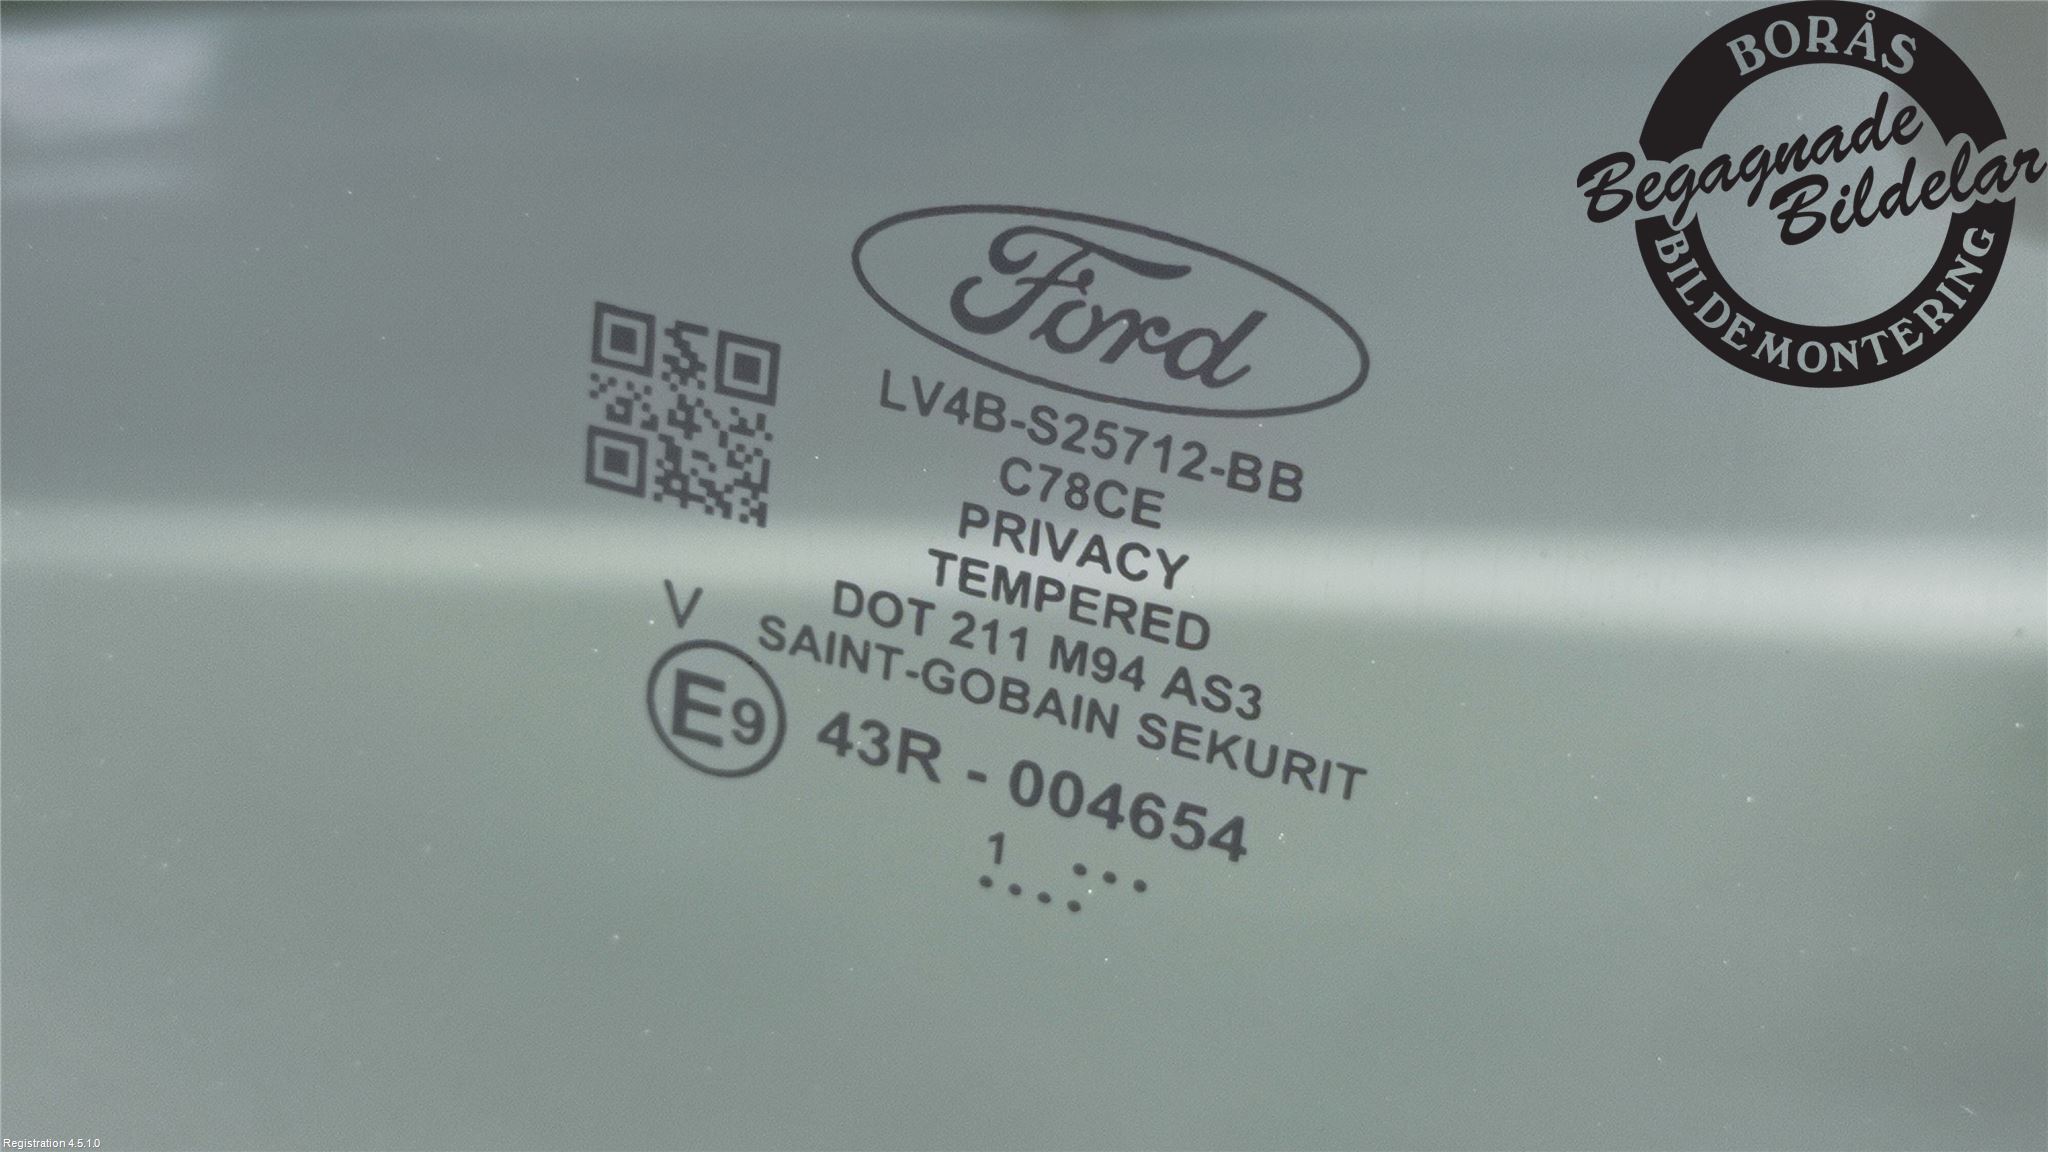 BORÅS
Begagnade
Bildelar
BILDEMONTERING
Ford
LV4B-S25712-BB
C78CE
PRIVACY
TEMPERED
DOT 211 M94 AS3
SAINT-GOBAIN SEKURIT
V
E9 43R - 004654
1
Registration 4.5.1.0